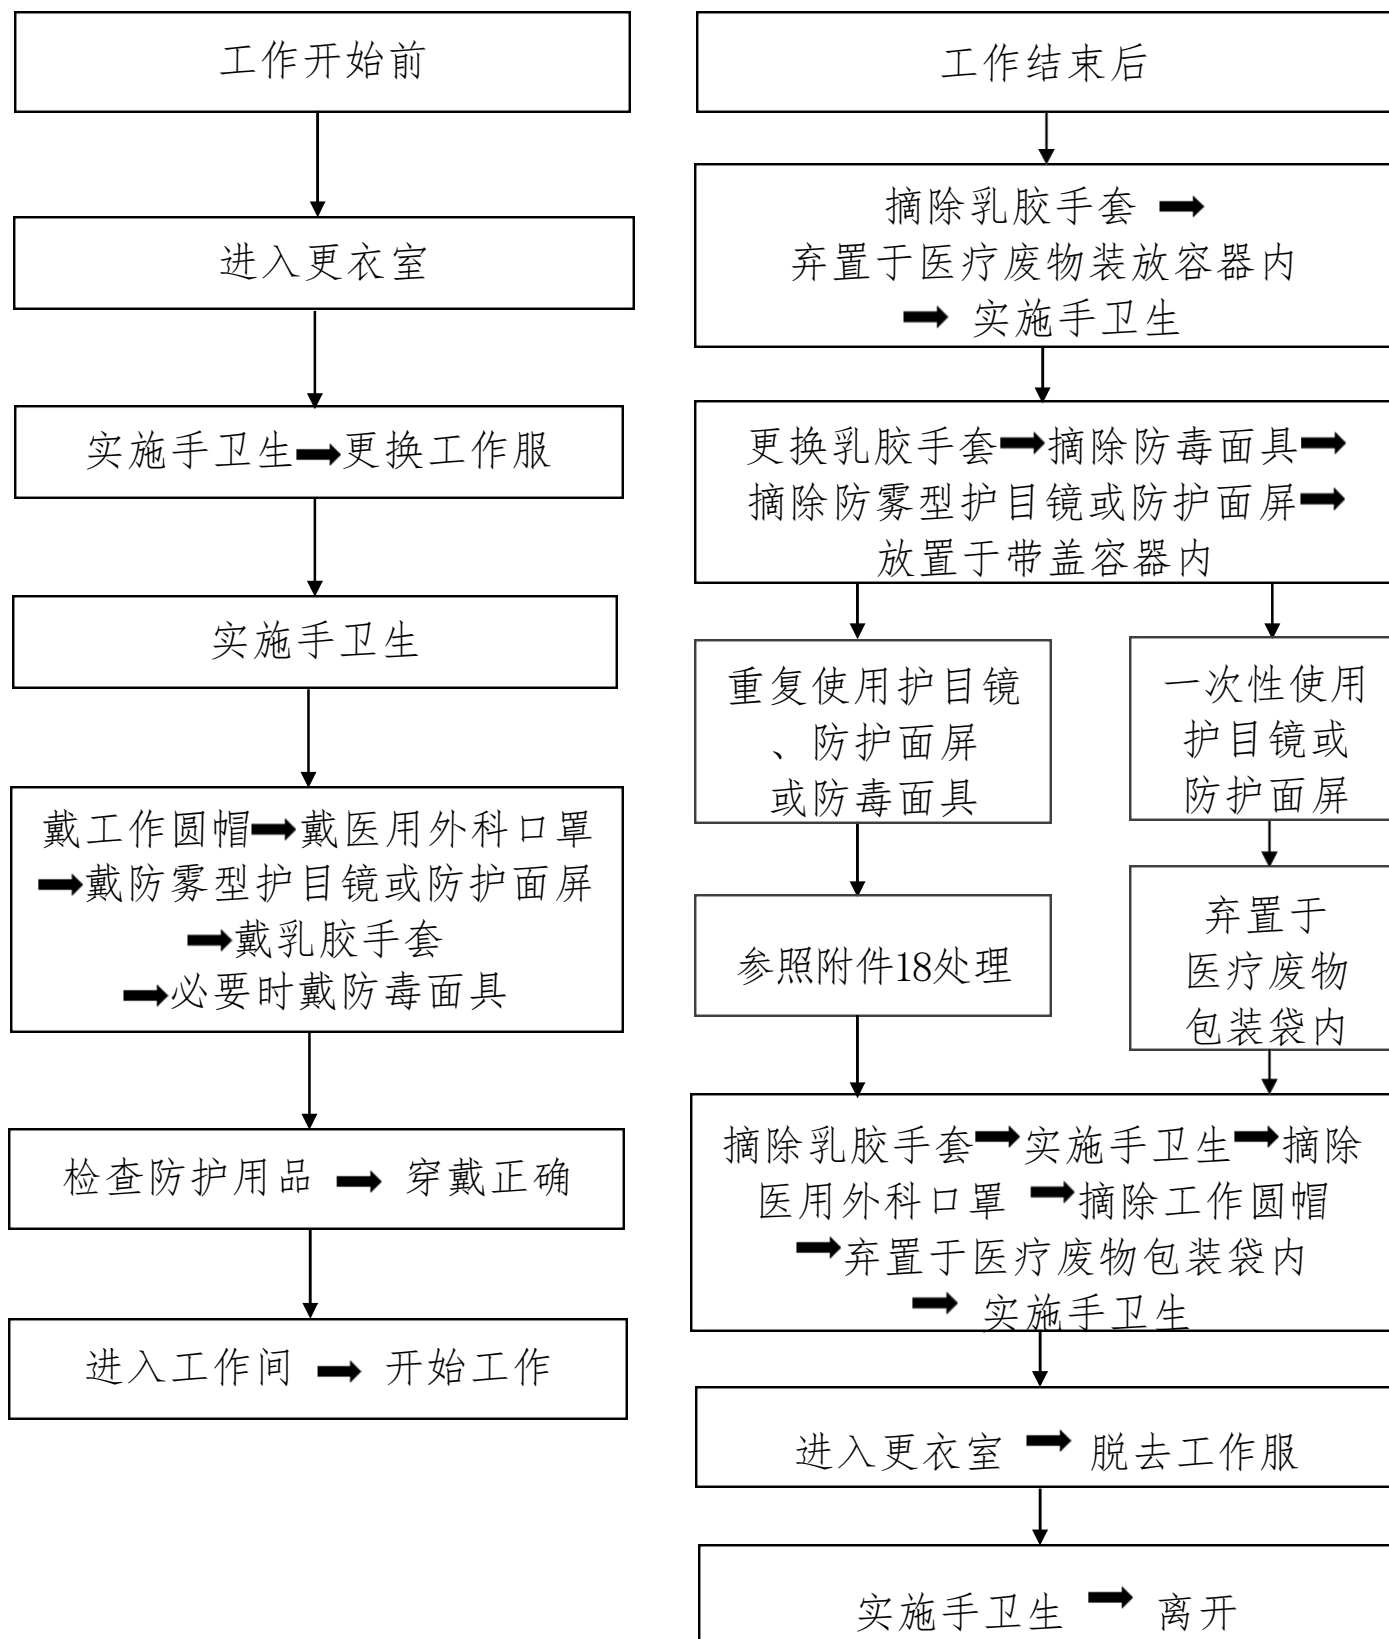 工作开始前
进入更衣室
实施手卫生➡更换工作服
实施手卫生
戴工作圆帽➡戴医用外科口罩
➡戴防雾型护目镜或防护面屏
➡戴乳胶手套
➡必要时戴防毒面具
检查防护用品 ➡ 穿戴正确
进入工作间 ➡ 开始工作
工作结束后
摘除乳胶手套 ➡
弃置于医疗废物装放容器内
➡ 实施手卫生
更换乳胶手套➡摘除防毒面具➡
摘除防雾型护目镜或防护面屏➡
放置于带盖容器内
重复使用护目镜
、防护面屏
或防毒面具
参照附件18处理
一次性使用
护目镜或
防护面屏
弃置于
医疗废物
包装袋内
摘除乳胶手套➡实施手卫生➡摘除
医用外科口罩 ➡摘除工作圆帽
➡弃置于医疗废物包装袋内
➡ 实施手卫生
进入更衣室 ➡ 脱去工作服
实施手卫生 ➡ 离开